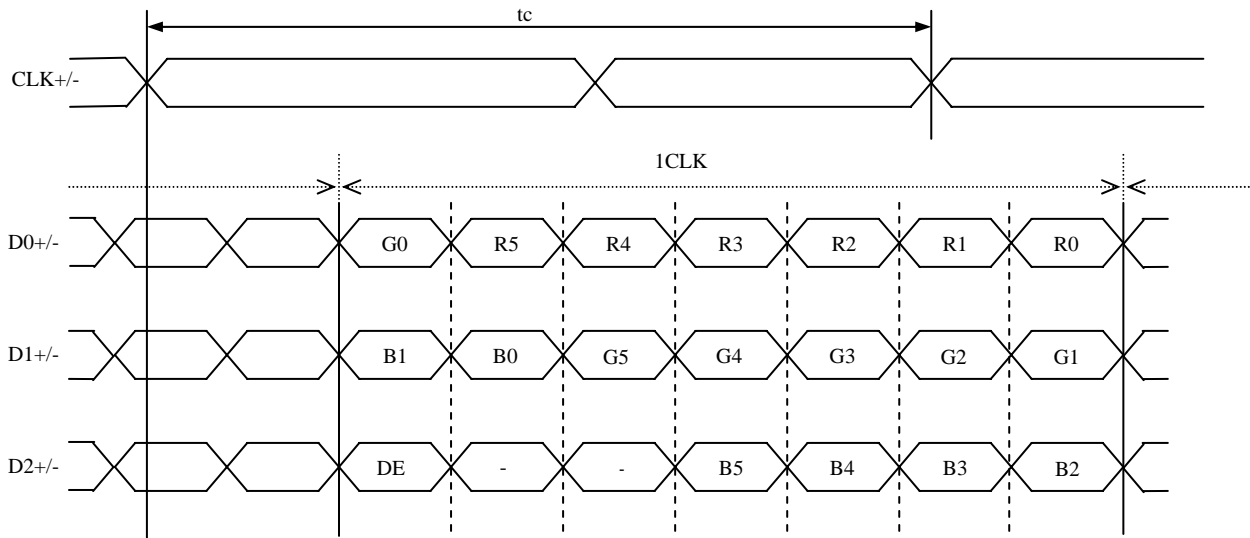 tc
CLK+/-
1CLK
D0+/- G0 R5 R4 R3 R2 R1 R0
D1+/- B1 B0 G5 G4 G3 G2 G1
D2+/- DE - - B5 B4 B3 B2